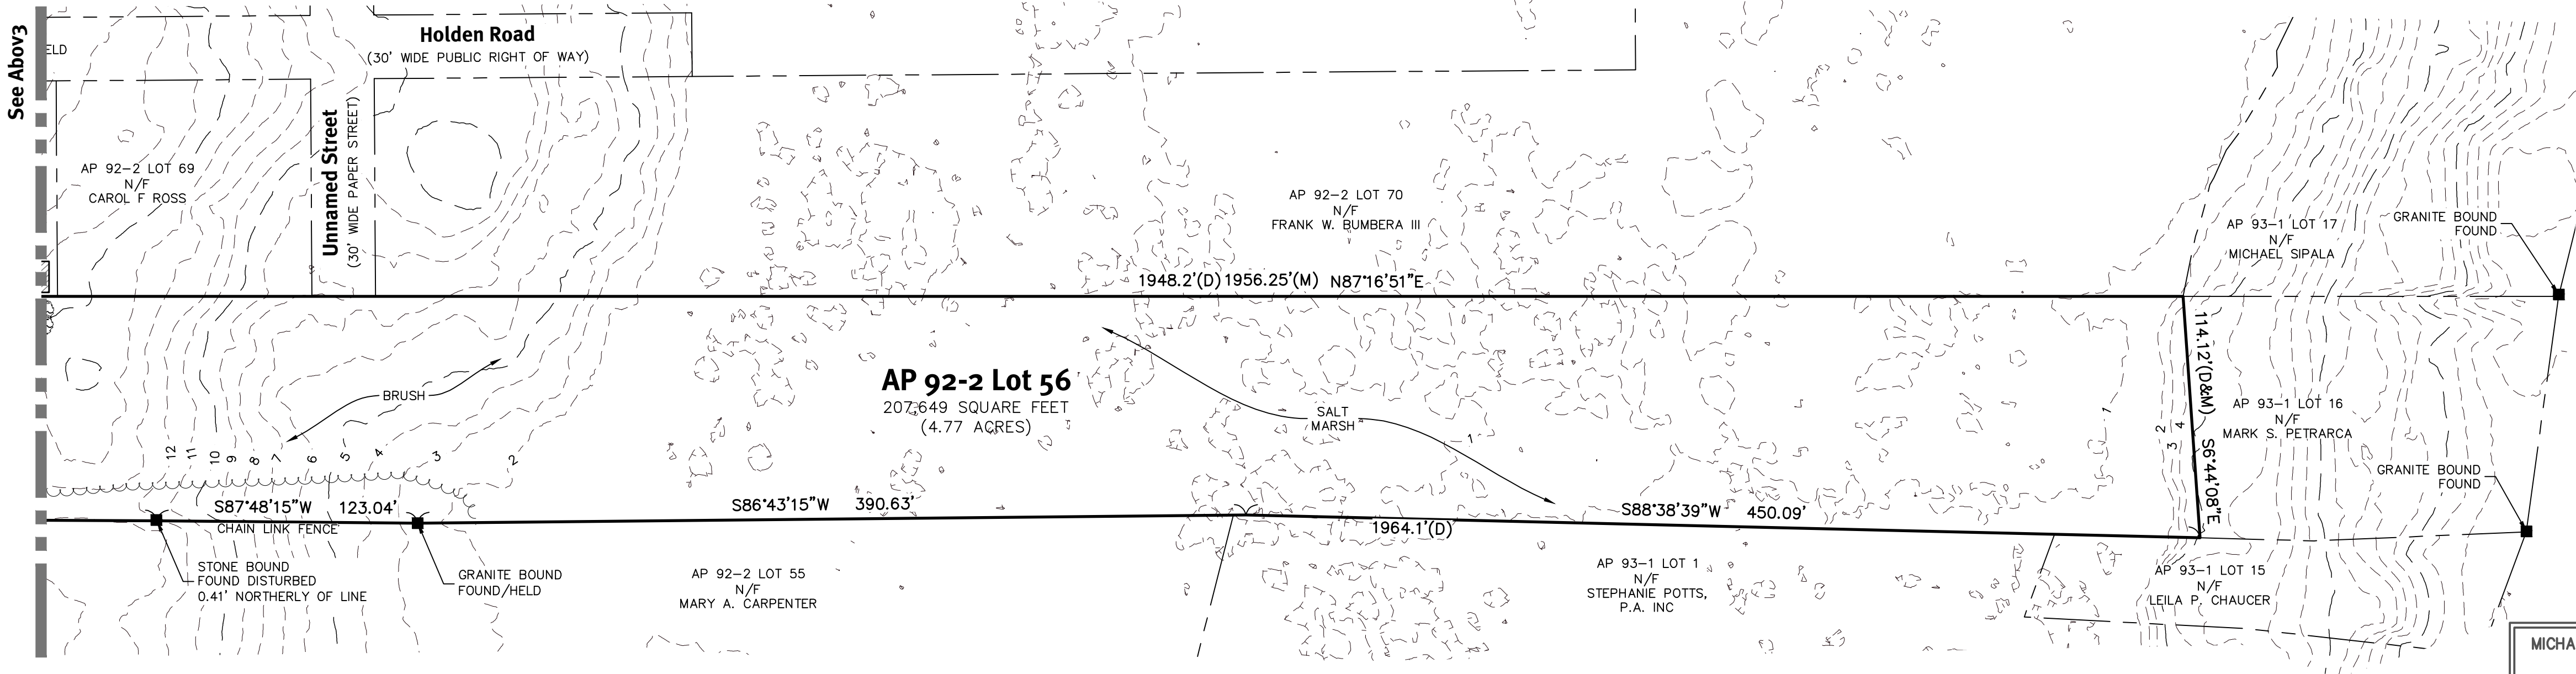 See Abov3
ELD
Holden Road
(30' WIDE PUBLIC RIGHT OF WAY)
Unnamed Street
(30' WIDE PAPER STREET)
AP 92-2 LOT 69
N/F
CAROL F ROSS
AP 92-2 LOT 70
N/F
FRANK W. BUMBERA III
AP 93-1 LOT 17
N/F
MICHAEL SIPALA
GRANITE BOUND
FOUND
1948.2'(D) 1956.25'(M) N87°16'51"E
114.12'(D&M) S6°44'08"E
BRUSH
AP 92-2 Lot 56
207,649 SQUARE FEET
(4.77 ACRES)
SALT
MARSH
1
1
AP 93-1 LOT 16
N/F
MARK S. PETRARCA
2
3
4
12
11
10
9
8
7
6
5
4
3
2
GRANITE BOUND
FOUND
S87°48'15"W 123.04'
CHAIN LINK FENCE
S86°43'15"W 390.63'
S88°38'39"W 450.09'
1964.1'(D)
STONE BOUND
FOUND DISTURBED
0.41' NORTHERLY OF LINE
GRANITE BOUND
FOUND/HELD
AP 92-2 LOT 55
N/F
MARY A. CARPENTER
AP 93-1 LOT 1
N/F
STEPHANIE POTTS,
P.A. INC
AP 93-1 LOT 15
N/F
LEILA P. CHAUCER
MICHA